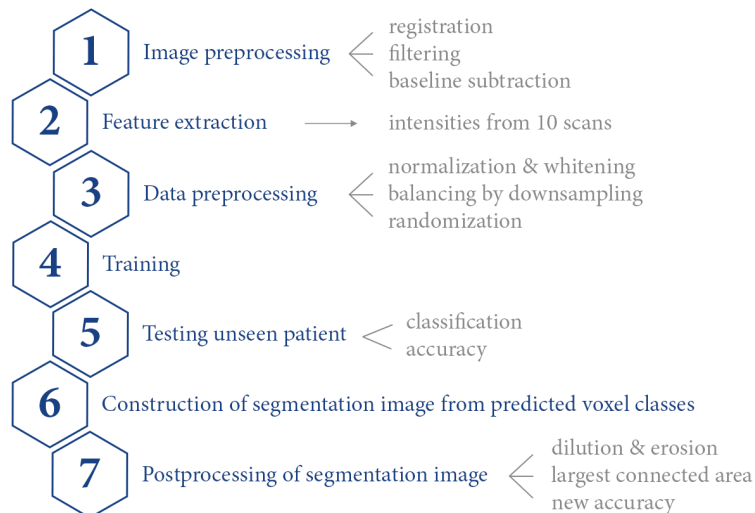 1 Image preprocessing
registration
filtering
baseline subtraction
2 Feature extraction
intensities from 10 scans
3 Data preprocessing
normalization & whitening
balancing by downsampling
randomization
4 Training
5 Testing unseen patient
classification
accuracy
6 Construction of segmentation image from predicted voxel classes
7 Postprocessing of segmentation image
dilution & erosion
largest connected area
new accuracy